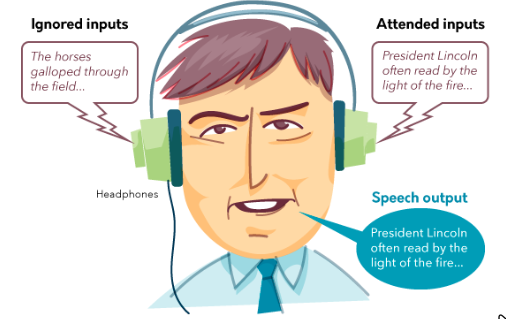 Ignored inputs
The horses
galloped through
the field...
Attended inputs
President Lincoln
often read by the
light of the fire...
Headphones
Speech output
President Lincoln
often read by the
light of the fire...